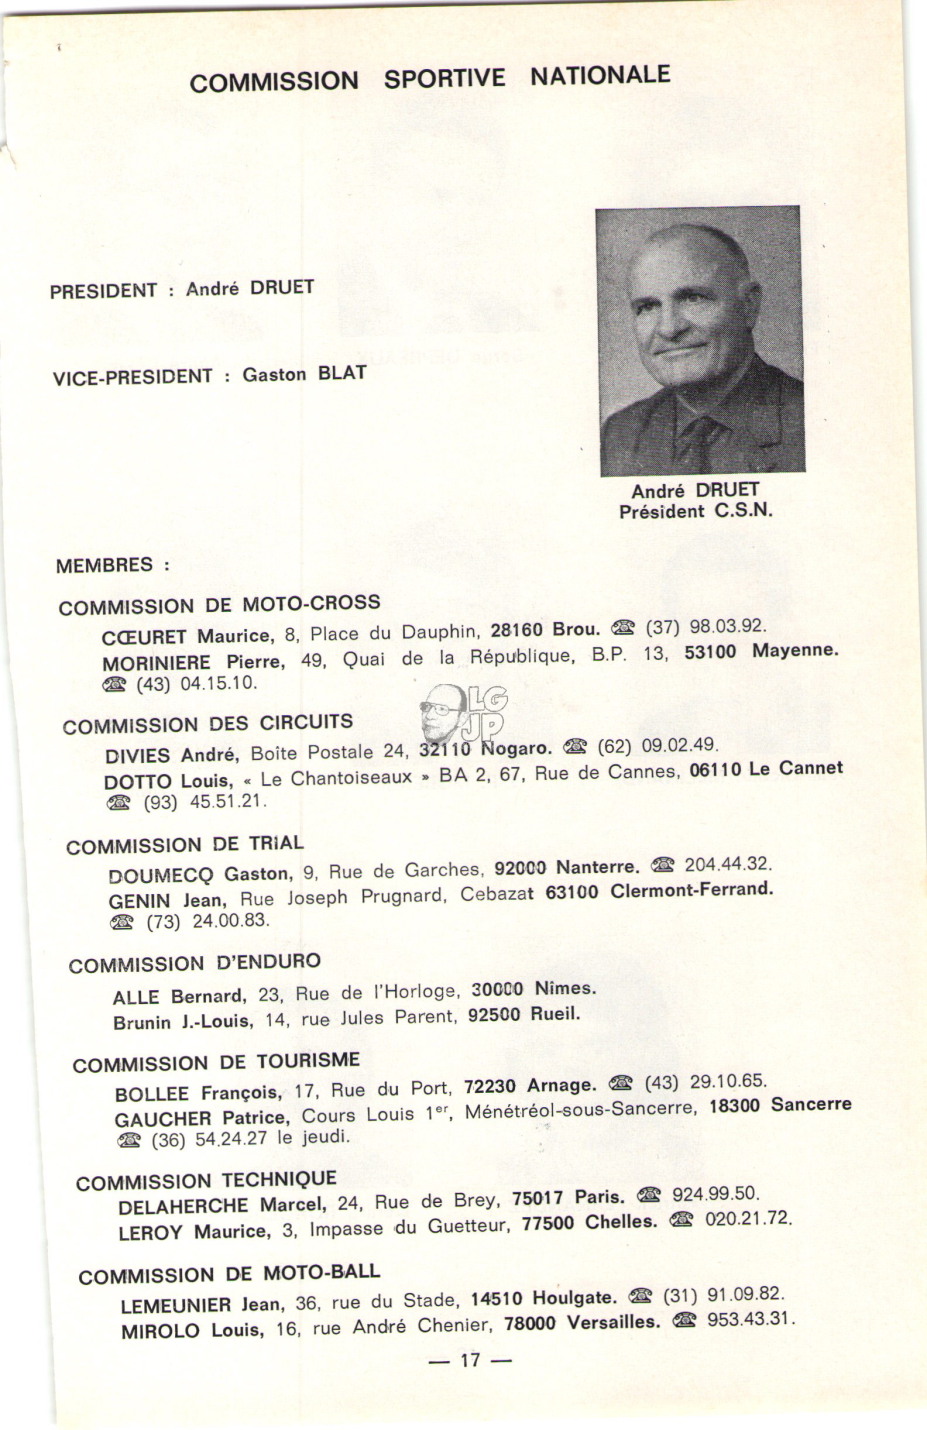 COMMISSION SPORTIVE NATIONALE
PRESIDENT : André DRUET
VICE-PRESIDENT : Gaston BLAT
André DRUET
Président C.S.N.
MEMBRES :
COMMISSION DE MOTO-CROSS
CŒURET Maurice, 8, Place du Dauphin, 28160 Brou. ☎ (37) 98.03.92.
MORINIERE Pierre, 49, Quai de la République, B.P. 13, 53100 Mayenne.
☎ (43) 04.15.10.
LG
JP
COMMISSION DES CIRCUITS
DIVIES André, Boite Postale 24, 32110 Nogaro. ☎ (62) 09.02.49.
DOTTO Louis, « Le Chantoiseaux » BA 2, 67, Rue de Cannes, 06110 Le Cannet
☎ (93) 45.51.21.
COMMISSION DE TRIAL
DOUMECQ Gaston, 9, Rue de Garches, 92000 Nanterre. ☎ 204.44.32.
GENIN Jean, Rue Joseph Prugnard, Cebazat 63100 Clermont-Ferrand.
☎ (73) 24.00.83.
COMMISSION D'ENDURO
ALLE Bernard, 23, Rue de l'Horloge, 30000 Nîmes.
Brunin J.-Louis, 14, rue Jules Parent, 92500 Rueil.
COMMISSION DE TOURISME
BOLLEE François, 17, Rue du Port, 72230 Arnage. ☎ (43) 29.10.65.
GAUCHER Patrice, Cours Louis 1er, Ménétréol-sous-Sancerre, 18300 Sancerre
☎ (36) 54.24.27 le jeudi.
COMMISSION TECHNIQUE
DELAHERCHE Marcel, 24, Rue de Brey, 75017 Paris. ☎ 924.99.50.
LEROY Maurice, 3, Impasse du Guetteur, 77500 Chelles. ☎ 020.21.72.
COMMISSION DE MOTO-BALL
LEMEUNIER Jean, 36, rue du Stade, 14510 Houlgate. ☎ (31) 91.09.82.
MIROLO Louis, 16, rue André Chenier, 78000 Versailles. ☎ 953.43.31.
— 17 —